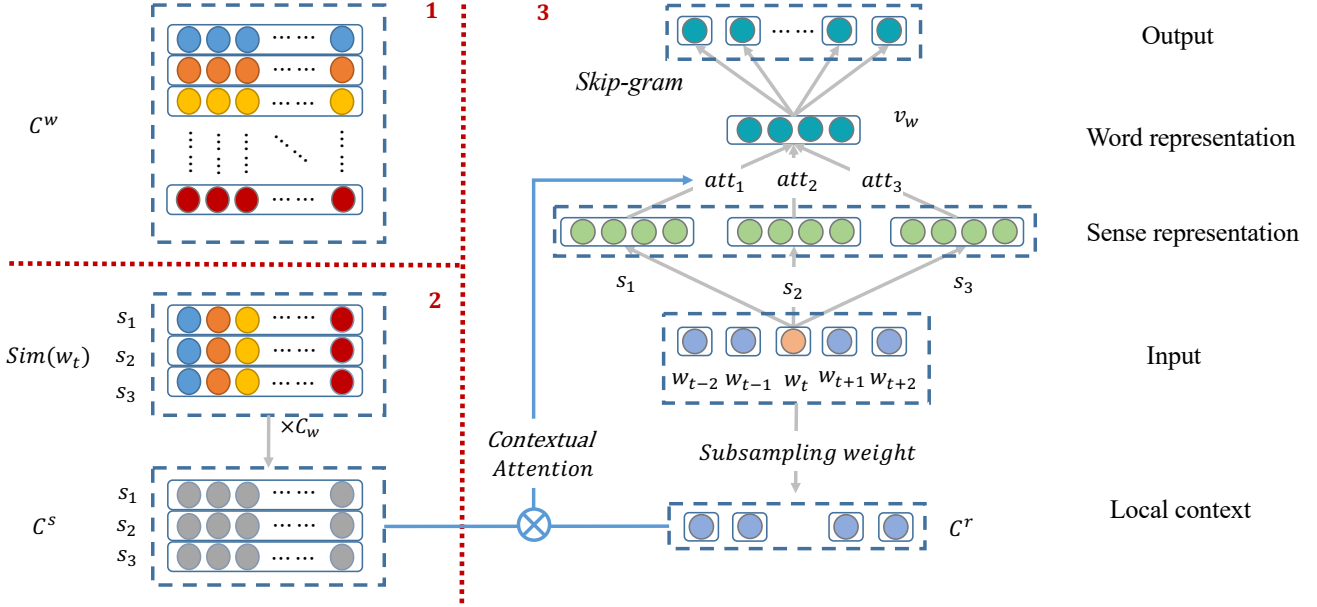 1
C^w
2
s_1
s_2
s_3
Sim(w_t)
×C_w
s_1
s_2
s_3
C^s
3
Output
Skip-gram
v_w
Word representation
att_1 att_2 att_3
Sense representation
s_1 s_2 s_3
w_{t-2} w_{t-1} w_t w_{t+1} w_{t+2}
Input
Contextual
Attention
Subsampling weight
C^r
Local context